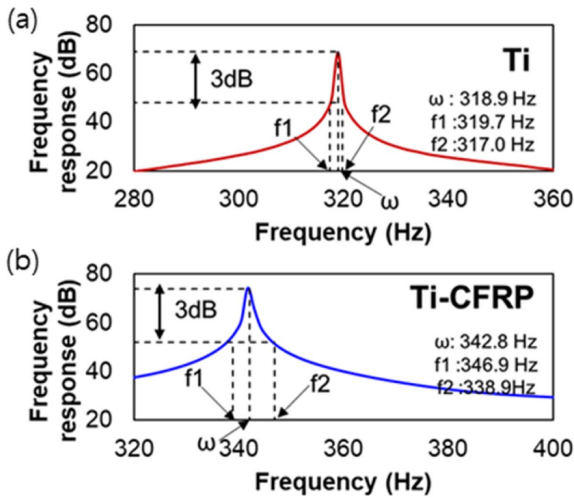 (a)
Frequency response (dB)
80
60
40
20
3dB
f1
f2
ω
Ti
ω : 318.9 Hz
f1 : 319.7 Hz
f2 : 317.0 Hz
280
300
320
340
360
Frequency (Hz)
(b)
Frequency response (dB)
80
60
40
20
3dB
f1
f2
ω
Ti-CFRP
ω: 342.8 Hz
f1 :346.9 Hz
f2 :338.9Hz
320
340
360
380
400
Frequency (Hz)